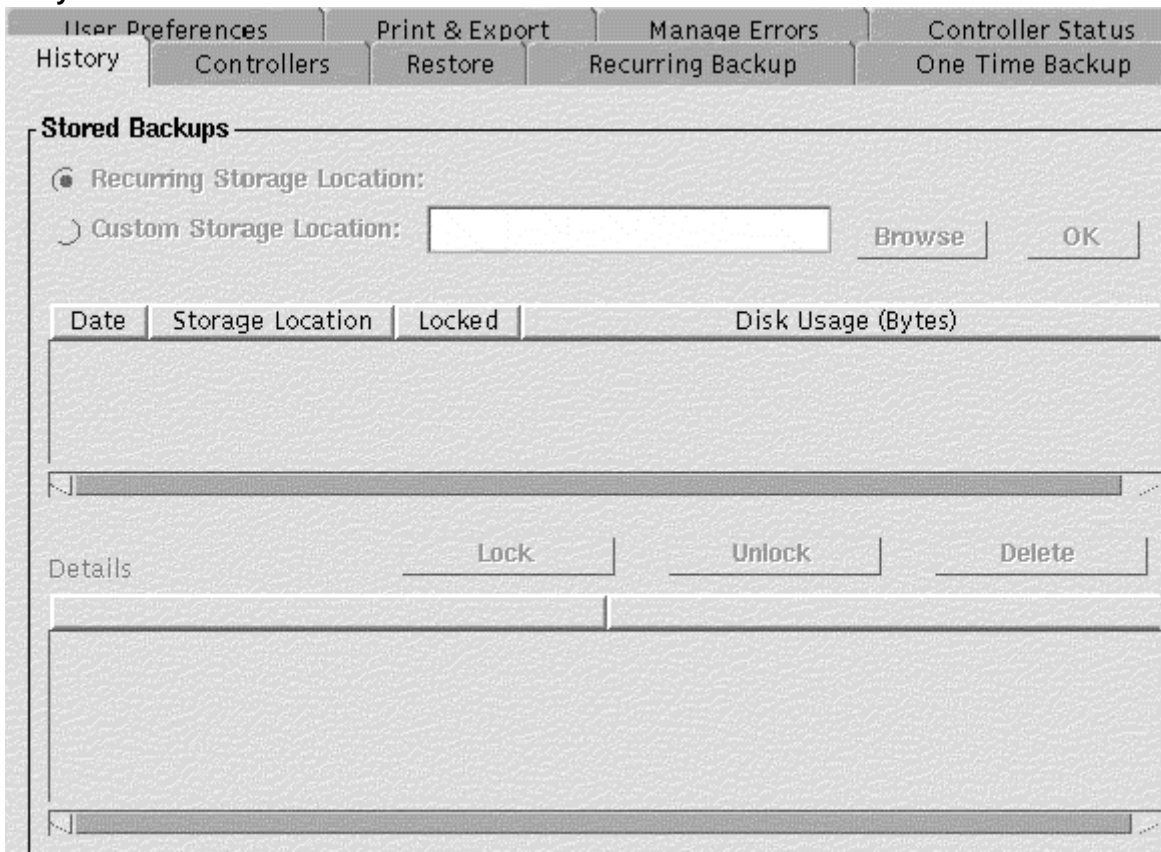 User Preferences Print & Export Manage Errors Controller Status
History Controllers Restore Recurring Backup One Time Backup
Stored Backups
Recurring Storage Location:
Custom Storage Location: Browse OK
Date Storage Location Locked Disk Usage (Bytes)
Details Lock Unlock Delete